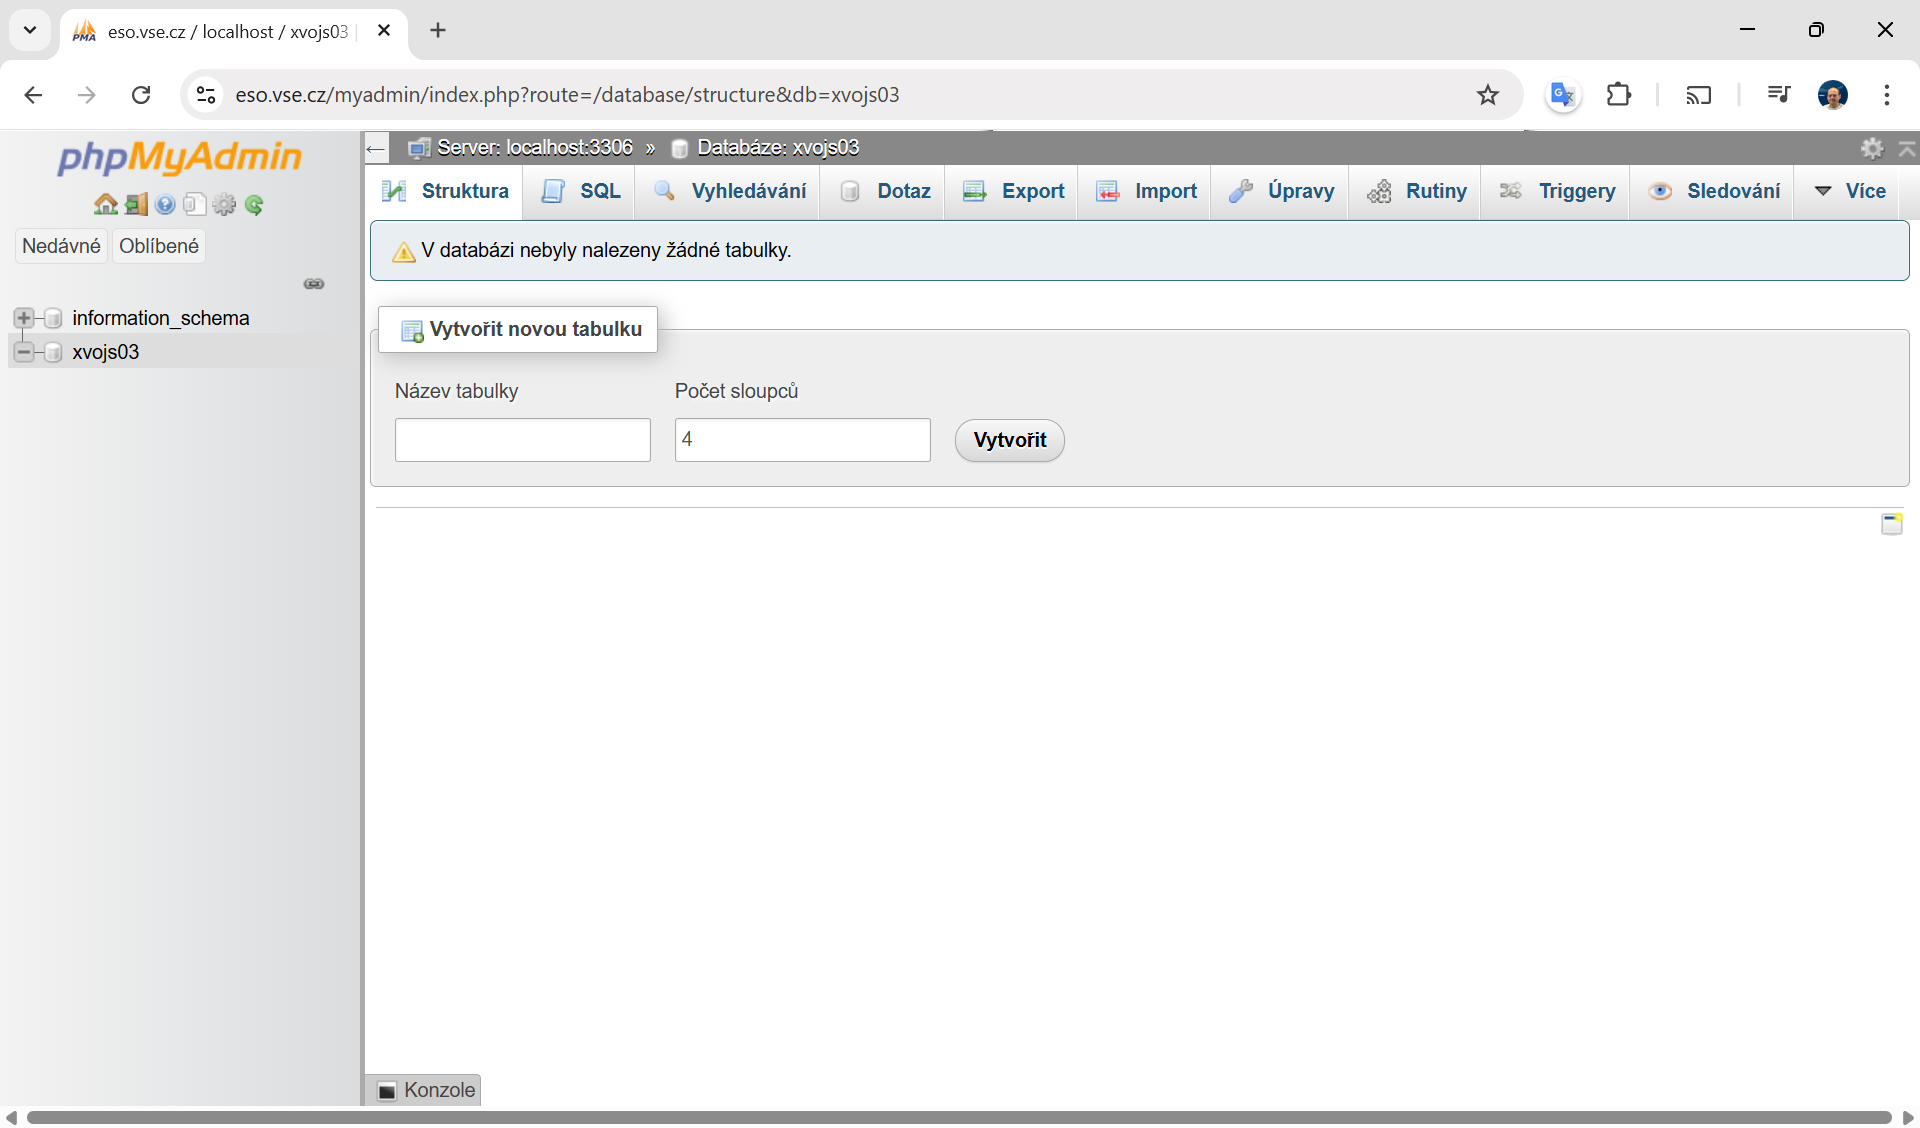 eso.vse.cz / localhost / xvojs03 |
eso.vse.cz/myadmin/index.php?route=/database/structure&db=xvojs03
phpMyAdmin
Nedávné Oblíbené
information_schema
xvojs03
Server: localhost:3306 » Databáze: xvojs03
Struktura SQL Vyhledávání Dotaz Export Import Úpravy Rutiny Triggery Sledování Více
V databázi nebyly nalezeny žádné tabulky.
Vytvořit novou tabulku
Název tabulky Počet sloupců
4 Vytvořit
Konzole